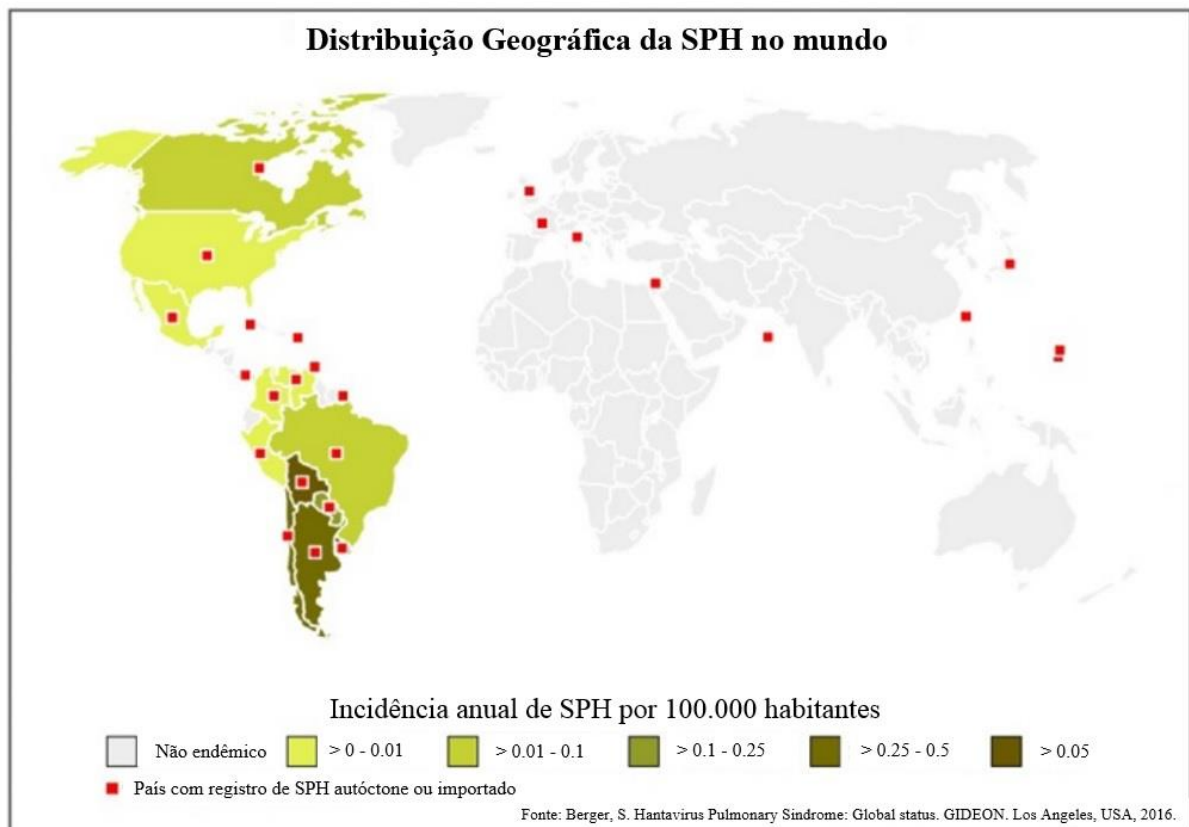 Distribuição Geográfica da SPH no mundo
Incidência anual de SPH por 100.000 habitantes
Não endêmico > 0 - 0.01 > 0.01 - 0.1 > 0.1 - 0.25 > 0.25 - 0.5 > 0.05
País com registro de SPH autóctone ou importado
Fonte: Berger, S. Hantavirus Pulmonary Sindrome: Global status. GIDEON. Los Angeles, USA, 2016.